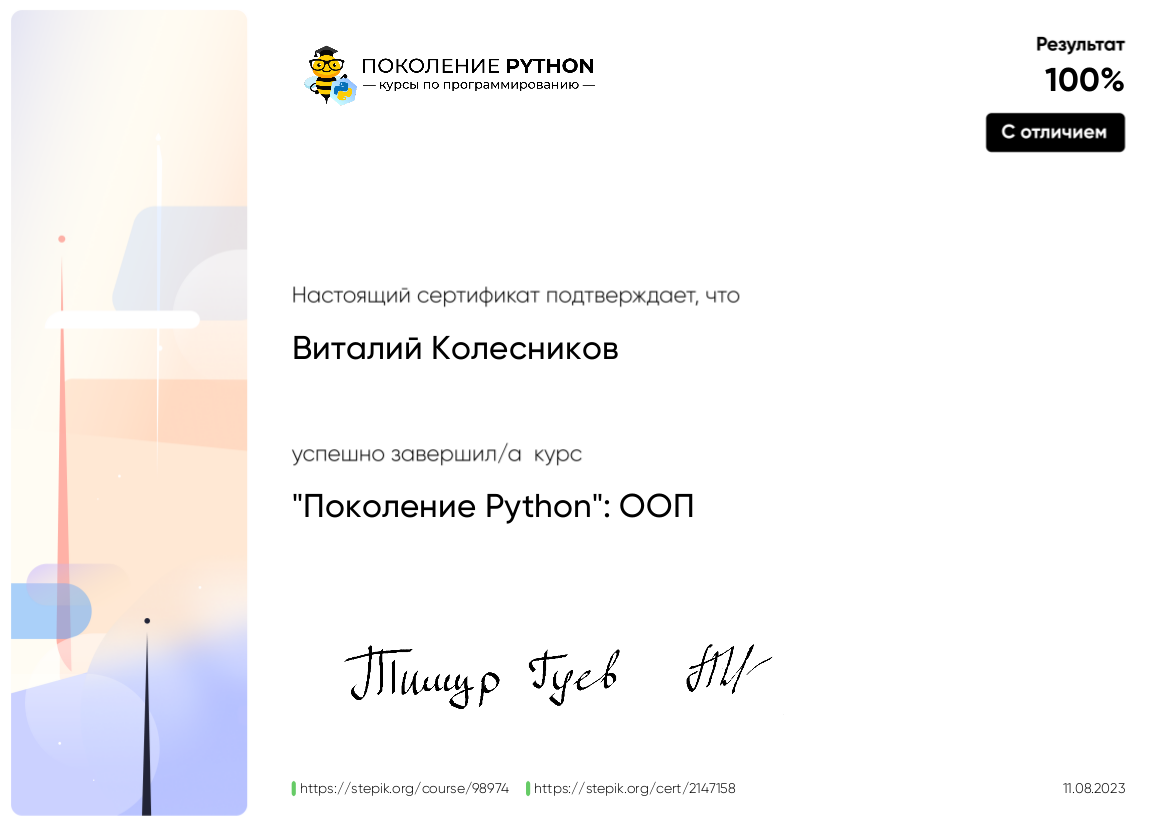 ПОКОЛЕНИЕ PYTHON
— курсы по программированию —
Результат
100%
С отличием
Настоящий сертификат подтверждает, что
Виталий Колесников
успешно завершил/а курс
"Поколение Python": ООП
Тимур Гуев
https://stepik.org/course/98974 https://stepik.org/cert/2147158 11.08.2023